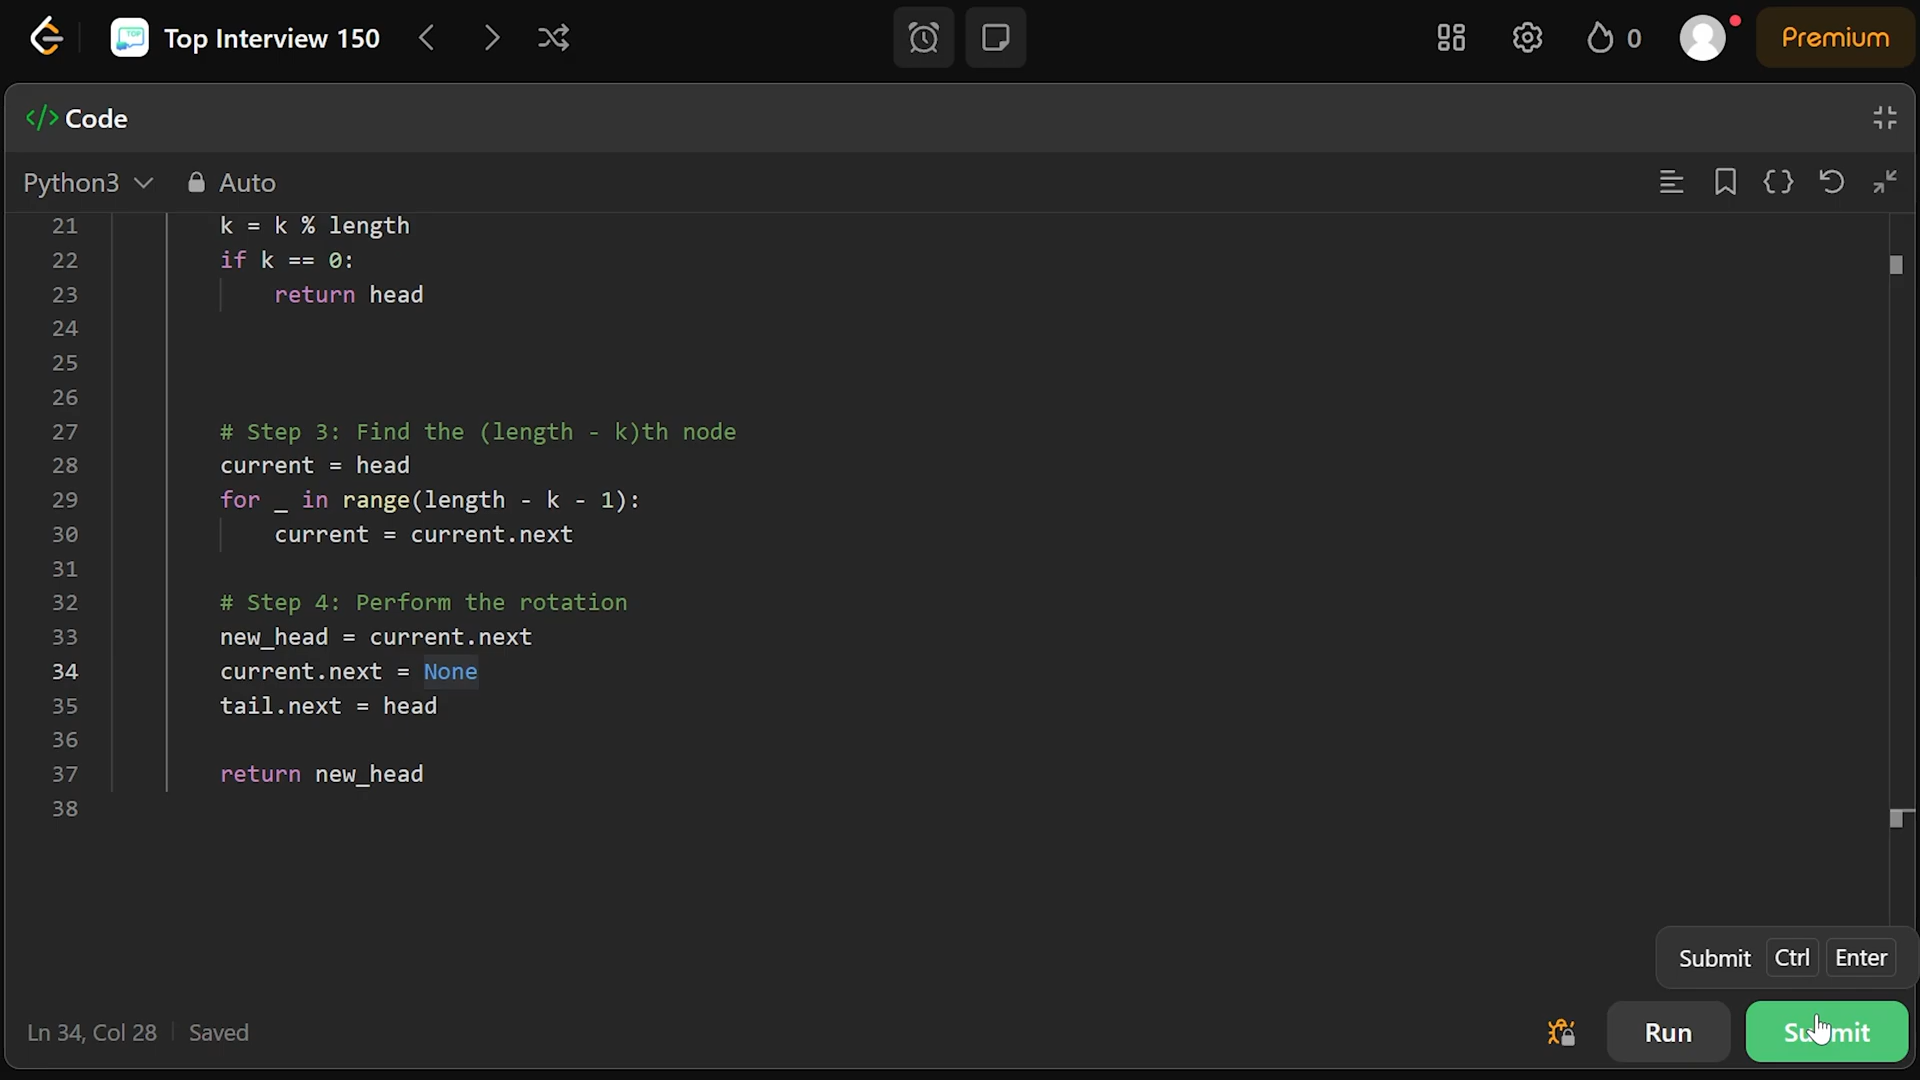 Top Interview 150
0
Premium
</> Code
Python3 Auto
21 k = k % length
22 if k == 0:
23 return head
24
25
26
27 # Step 3: Find the (length - k)th node
28 current = head
29 for _ in range(length - k - 1):
30 current = current.next
31
32 # Step 4: Perform the rotation
33 new_head = current.next
34 current.next = None
35 tail.next = head
36
37 return new_head
38
Submit Ctrl Enter
Ln 34, Col 28 Saved
Run
Submit